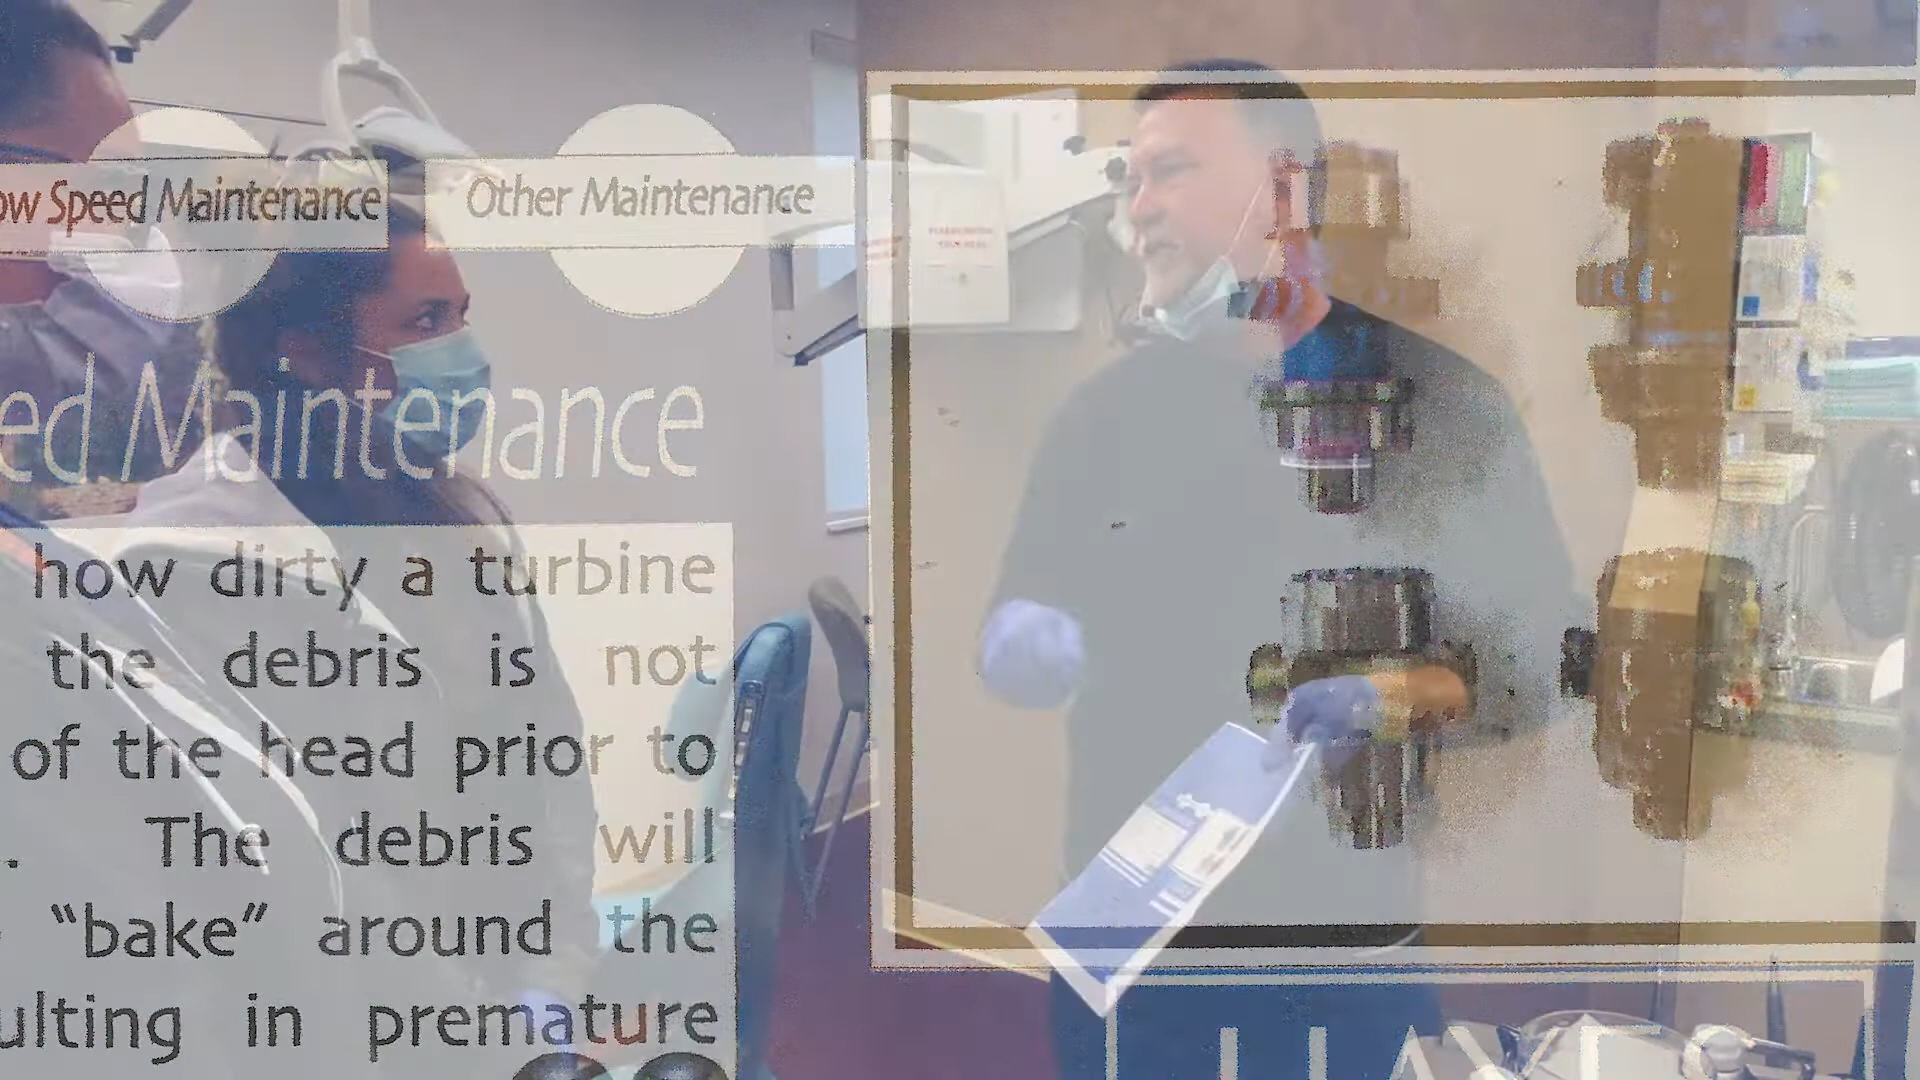 ow Speed Maintenance
Other Maintenance
ed Maintenance
how dirty a turbine
the debris is not
of the head prior to
. The debris will
"bake" around the
ulting in premature
HAYES